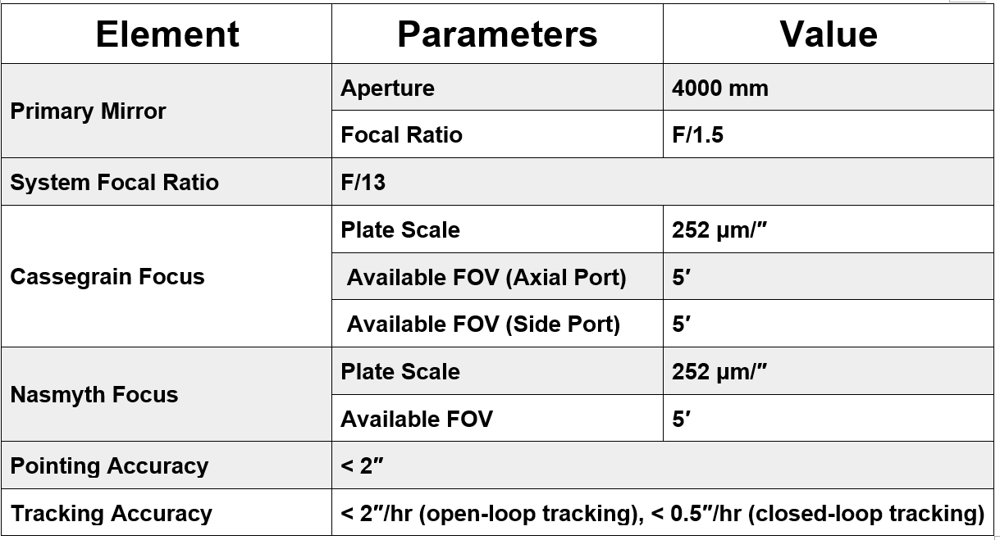 Element Parameters Value
Primary Mirror
Aperture 4000 mm
Focal Ratio F/1.5
System Focal Ratio F/13
Cassegrain Focus
Plate Scale 252 µm/″
Available FOV (Axial Port) 5′
Available FOV (Side Port) 5′
Nasmyth Focus
Plate Scale 252 µm/″
Available FOV 5′
Pointing Accuracy < 2″
Tracking Accuracy < 2″/hr (open-loop tracking), < 0.5″/hr (closed-loop tracking)